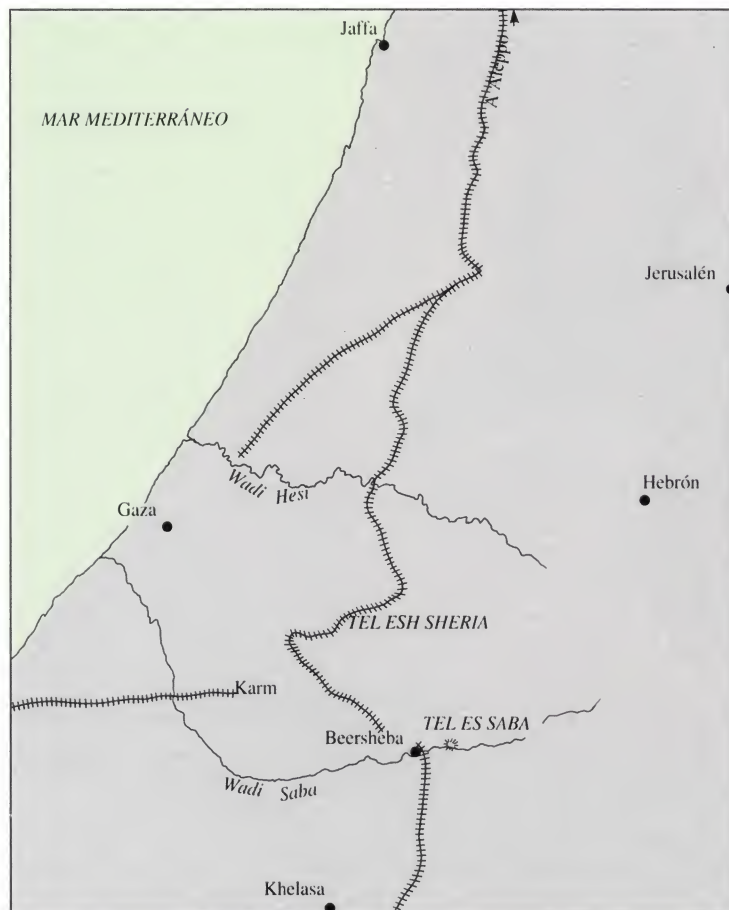 Jaffa
A Aleppo
MAR MEDITERRÁNEO
Jerusalén
Wadi Hesi
Hebrón
Gaza
TEL ESH SHERIA
Karm
TEL ES SABA
Beersheba
Wadi Saba
Khelasa